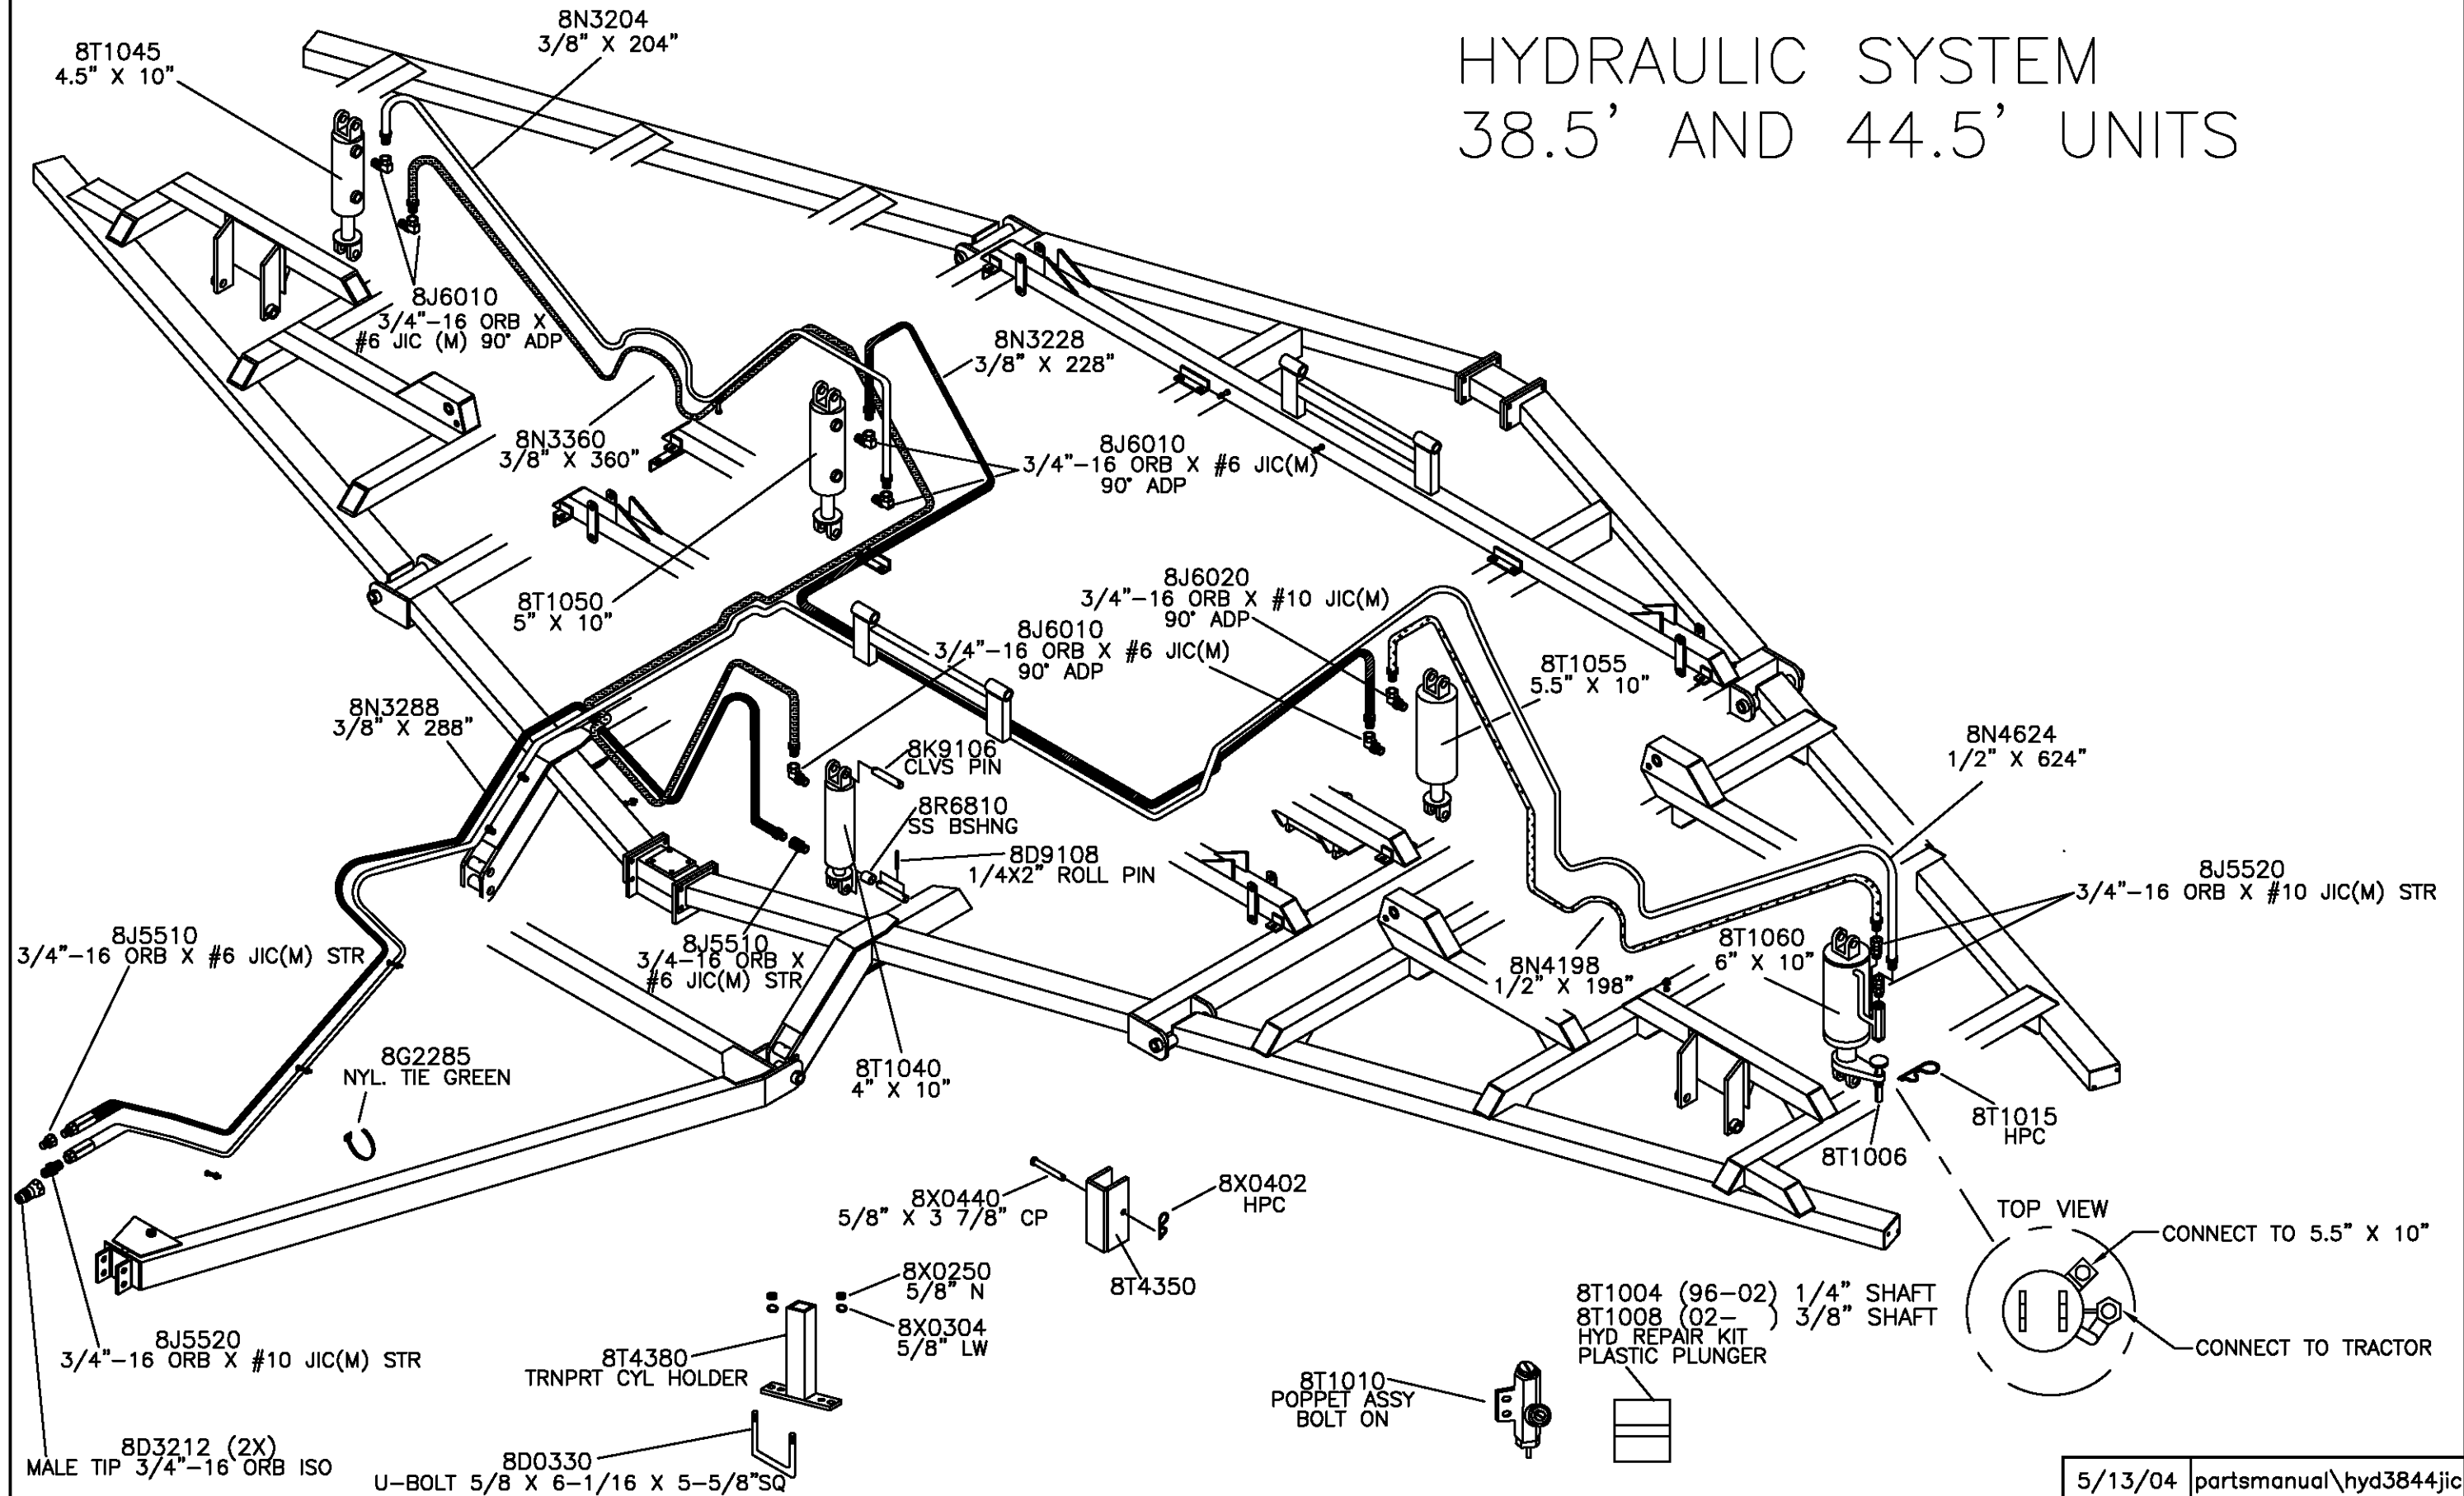 HYDRAULIC SYSTEM
38.5' AND 44.5' UNITS
8N3204
3/8" X 204"
8T1045
4.5" X 10"
8J6010
3/4"-16 ORB X
#6 JIC (M) 90° ADP
8N3228
3/8" X 228"
8N3360
3/8" X 360"
8J6010
3/4"-16 ORB X #6 JIC(M)
90° ADP
8T1050
5" X 10"
8J6020
3/4"-16 ORB X #10 JIC(M)
90° ADP
8J6010
3/4"-16 ORB X #6 JIC(M)
90° ADP
8T1055
5.5" X 10"
8N3288
3/8" X 288"
8N4624
1/2" X 624"
8K9106
CLVS PIN
8R6810
SS BSHNG
8D9108
1/4X2" ROLL PIN
8J5520
3/4"-16 ORB X #10 JIC(M) STR
8J5510
3/4"-16 ORB X #6 JIC(M) STR
8J5510
3/4-16 ORB X
#6 JIC(M) STR
8T1060
6" X 10"
8N4198
1/2" X 198"
8G2285
NYL. TIE GREEN
8T1040
4" X 10"
8T1015
HPC
8T1006
8X0440
5/8" X 3 7/8" CP
8X0402
HPC
8T4350
TOP VIEW
CONNECT TO 5.5" X 10"
CONNECT TO TRACTOR
8X0250
5/8" N
8X0304
5/8" LW
8J5520
3/4"-16 ORB X #10 JIC(M) STR
8T4380
TRNPRT CYL HOLDER
8T1004 (96-02) 1/4" SHAFT
8T1008 (02- ) 3/8" SHAFT
HYD REPAIR KIT
PLASTIC PLUNGER
8T1010
POPPET ASSY
BOLT ON
8D3212 (2X)
MALE TIP 3/4"-16 ORB ISO
8D0330
U-BOLT 5/8 X 6-1/16 X 5-5/8"SQ
5/13/04 partsmanual\hyd3844jic